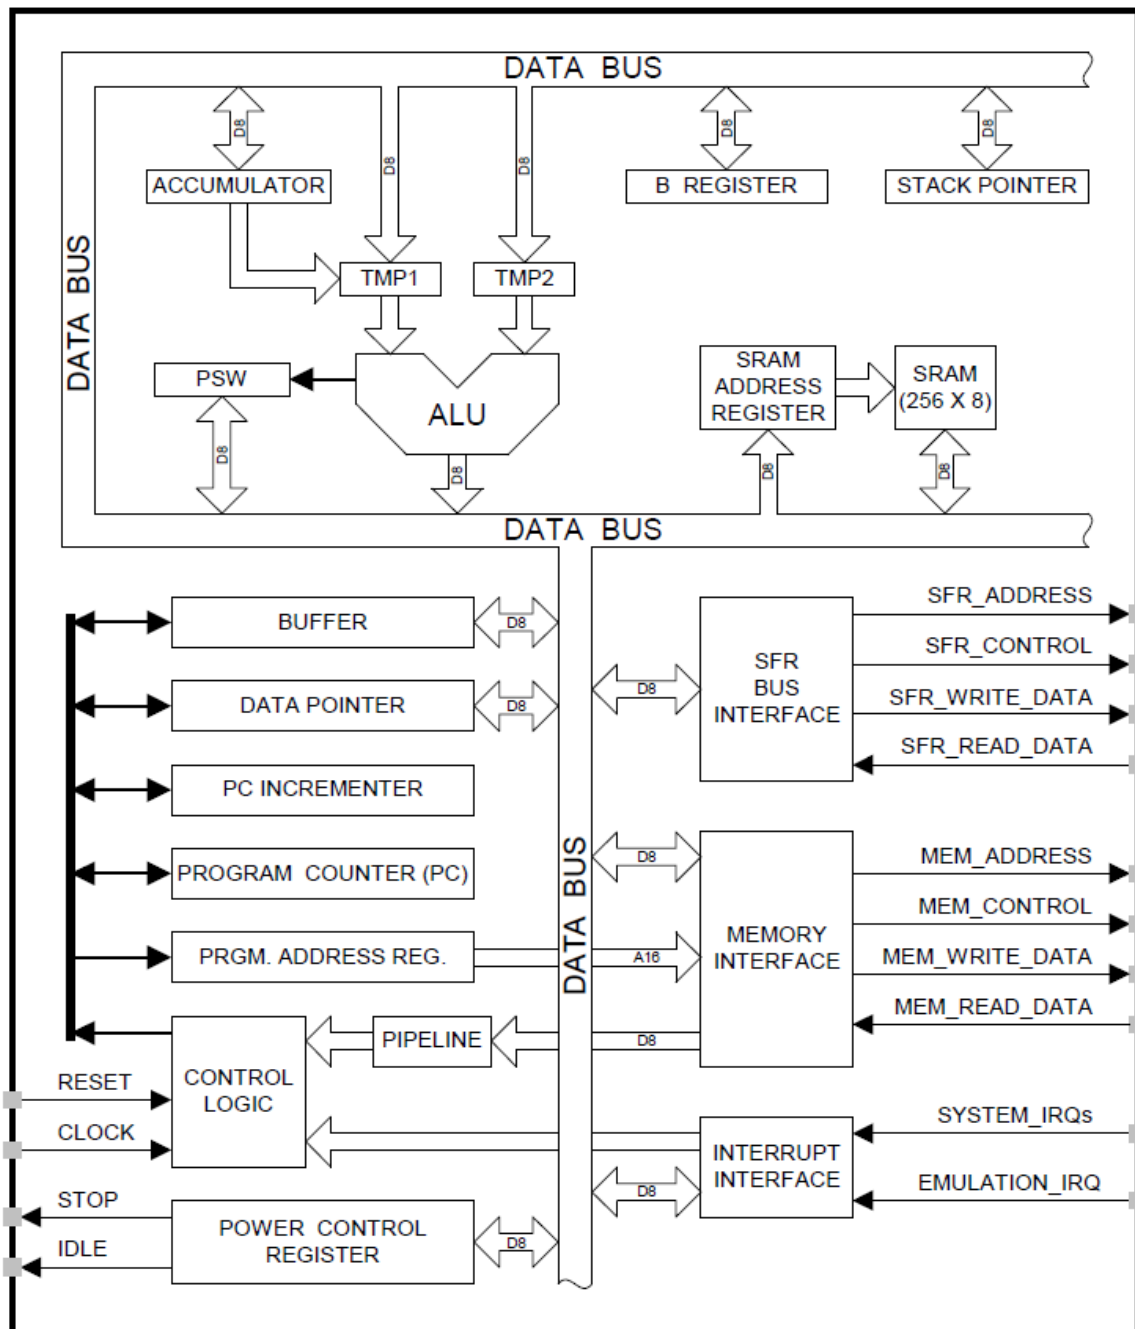 DATA BUS
D8
D8
D8
D8
D8
ACCUMULATOR
B REGISTER
STACK POINTER
DATA BUS
TMP1
TMP2
PSW
ALU
SRAM
ADDRESS
REGISTER
SRAM
(256 X 8)
D8
D8
D8
D8
DATA BUS
BUFFER
D8
DATA POINTER
D8
PC INCREMENTER
PROGRAM COUNTER (PC)
PRGM. ADDRESS REG.
A16
DATA BUS
SFR
BUS
INTERFACE
D8
SFR_ADDRESS
SFR_CONTROL
SFR_WRITE_DATA
SFR_READ_DATA
D8
MEMORY
INTERFACE
MEM_ADDRESS
MEM_CONTROL
MEM_WRITE_DATA
MEM_READ_DATA
PIPELINE
D8
CONTROL
LOGIC
RESET
CLOCK
INTERRUPT
INTERFACE
D8
SYSTEM_IRQs
EMULATION_IRQ
STOP
IDLE
POWER CONTROL
REGISTER
D8